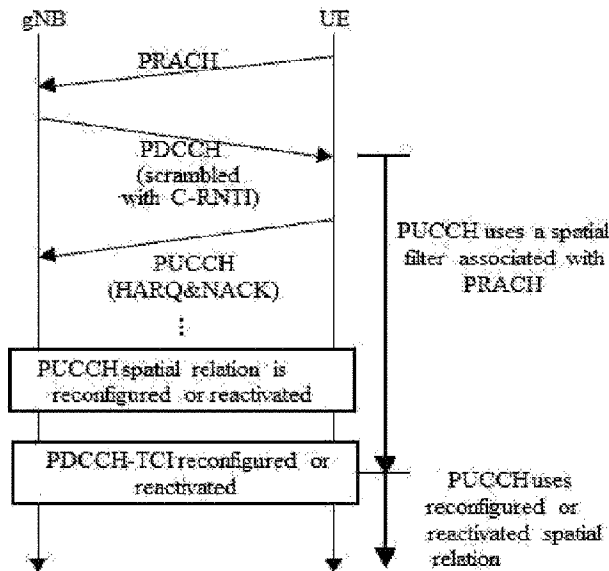 gNB
UE
PRACH
PDCCH
(scrambled
with C-RNTI)
PUCCH
(HARQ&NACK)
⋮
PUCCH uses a spatial
filter associated with
PRACH
PUCCH spatial relation is
reconfigured or reactivated
PDCCH-TCI reconfigured or
reactivated
PUCCH uses
reconfigured or
reactivated spatial
relation